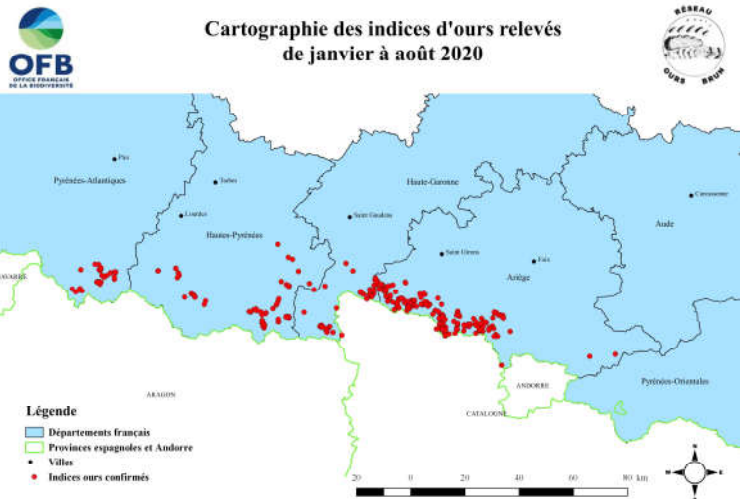 Cartographie des indices d'ours relevés
de janvier à août 2020
OFB
OFFICE FRANÇAIS
DE LA BIODIVERSITÉ
RÉSEAU
OURS BRUN
Pau
Pyrénées-Atlantiques
Tarbes
Lourdes
Hautes-Pyrénées
Haute-Garonne
Saint Gaudens
Saint Girons
Foix
Ariège
Carcassonne
Aude
Pyrénées-Orientales
ARAGON
ANDORRE
CATALOGNE
Légende
Départements français
Provinces espagnoles et Andorre
Villes
Indices ours confirmés
20 0 20 40 60 80 km
N
E
S